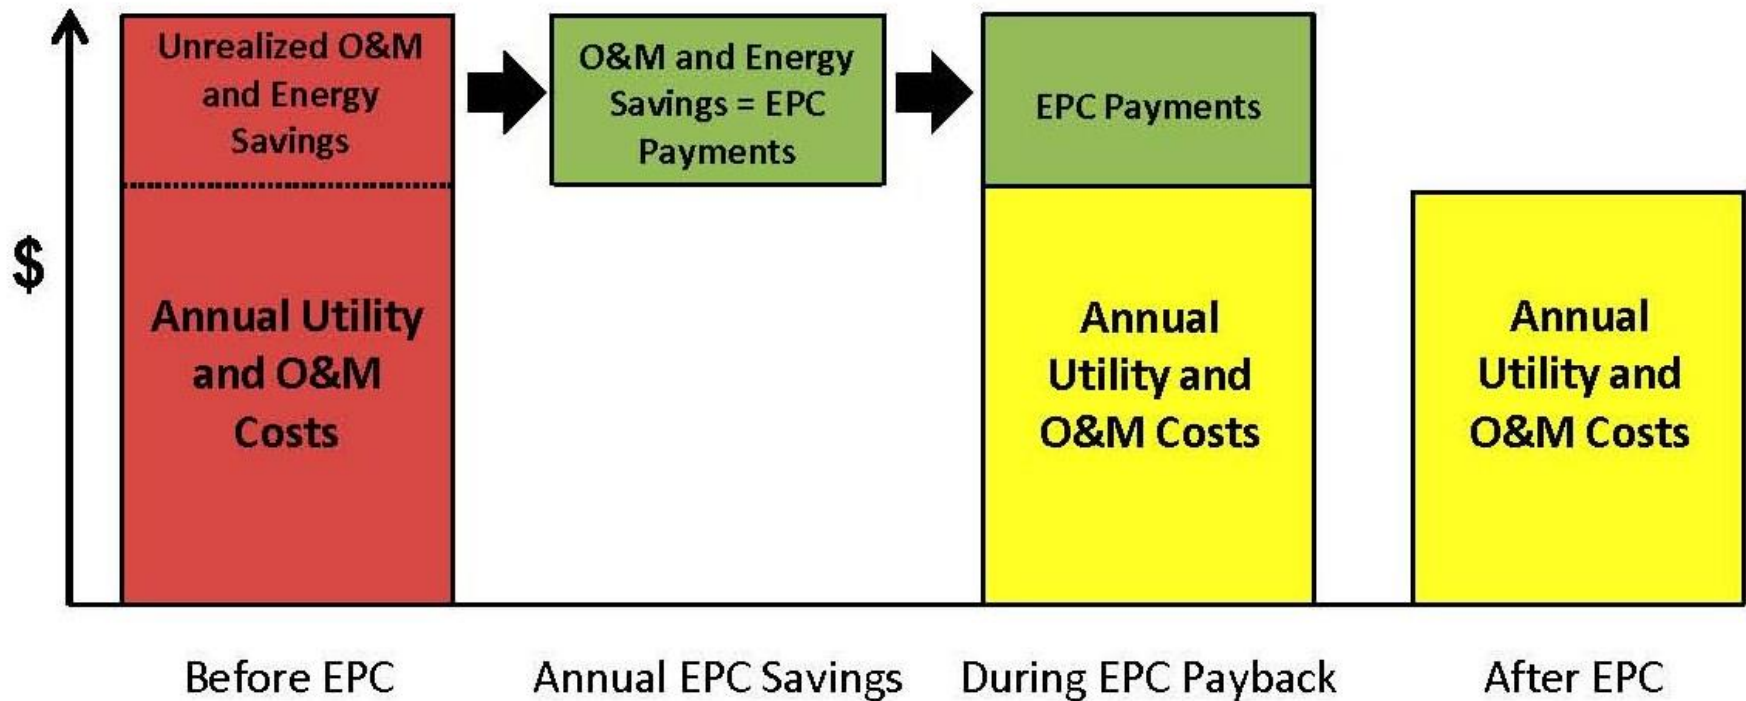 Unrealized O&M
and Energy
Savings
O&M and Energy
Savings = EPC
Payments
EPC Payments
$
Annual Utility
and O&M
Costs
Annual
Utility and
O&M Costs
Annual
Utility and
O&M Costs
Before EPC
Annual EPC Savings
During EPC Payback
After EPC